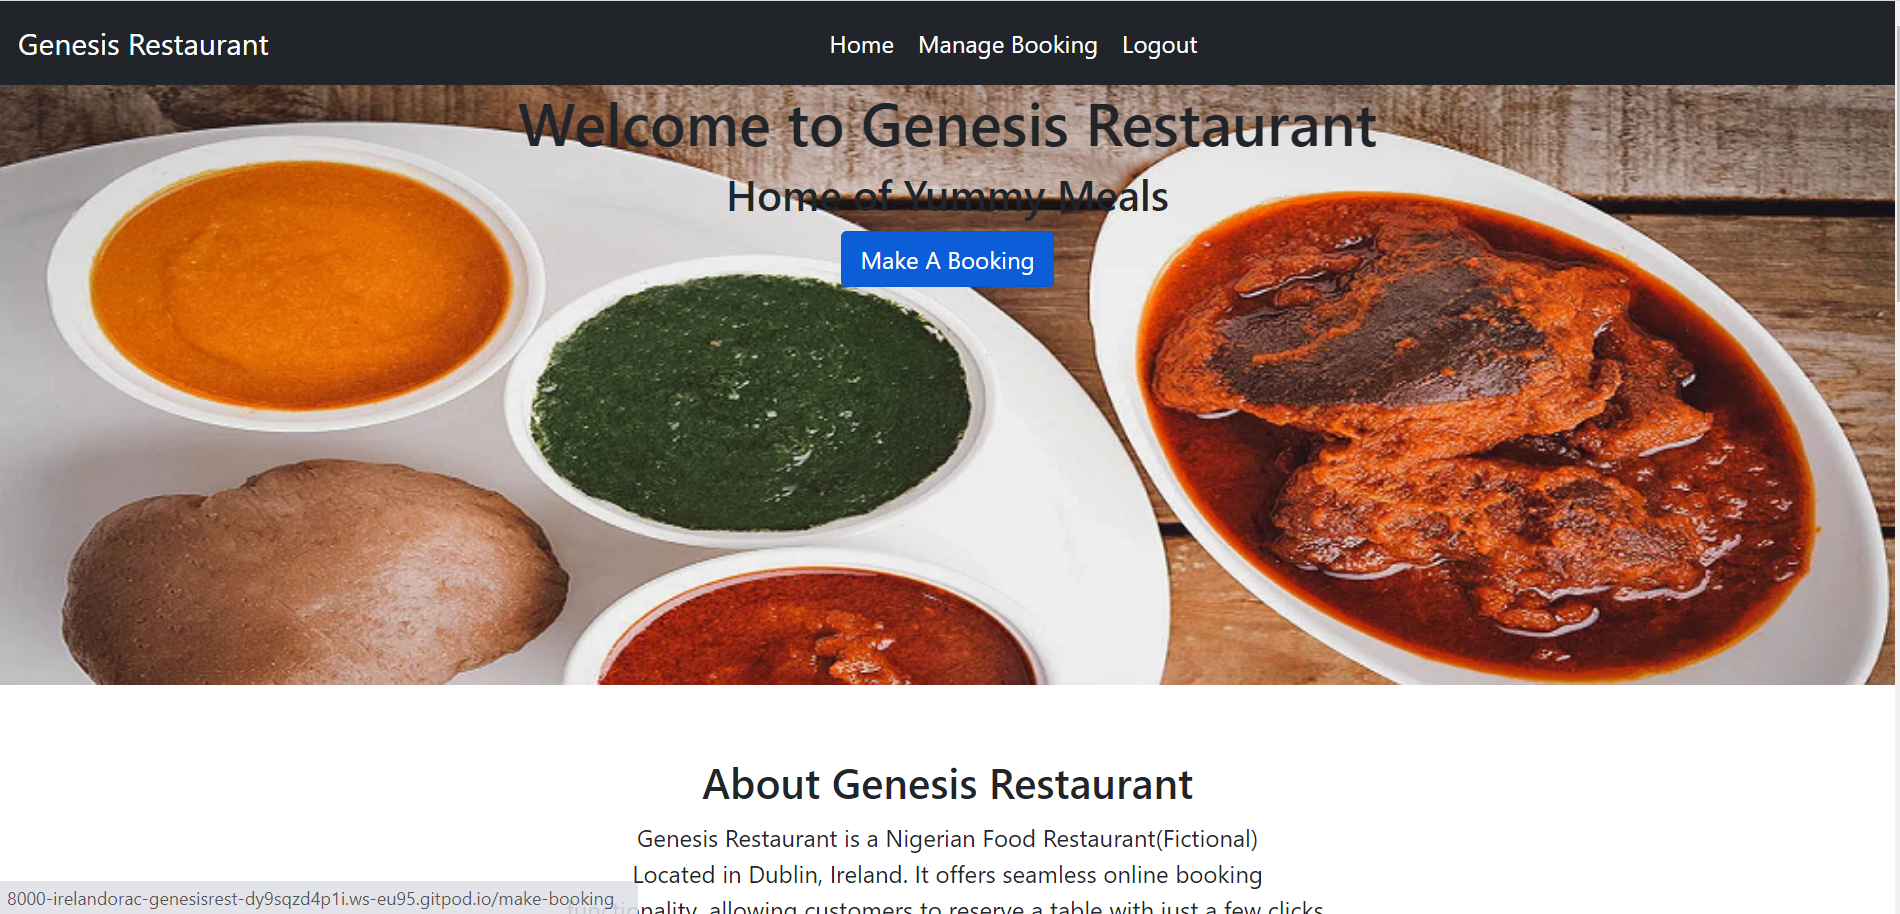 Genesis Restaurant
Home Manage Booking Logout
Welcome to Genesis Restaurant
Home of Yummy Meals
Make A Booking
About Genesis Restaurant
Genesis Restaurant is a Nigerian Food Restaurant(Fictional)
Located in Dublin, Ireland. It offers seamless online booking
functionality, allowing customers to reserve a table with just a few clicks
8000-irelandorac-genesisrest-dy9sqzd4p1i.ws-eu95.gitpod.io/make-booking